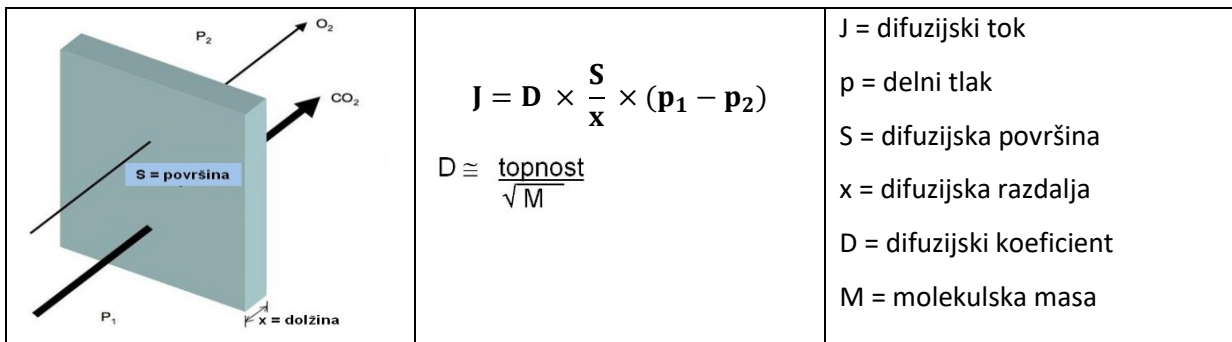 P₂
O₂
CO₂
S = površina
P₁
x = dolžina
J = D × S/x × (p₁ − p₂)
D ≅ topnost
√M
J = difuzijski tok
p = delni tlak
S = difuzijska površina
x = difuzijska razdalja
D = difuzijski koeficient
M = molekulska masa